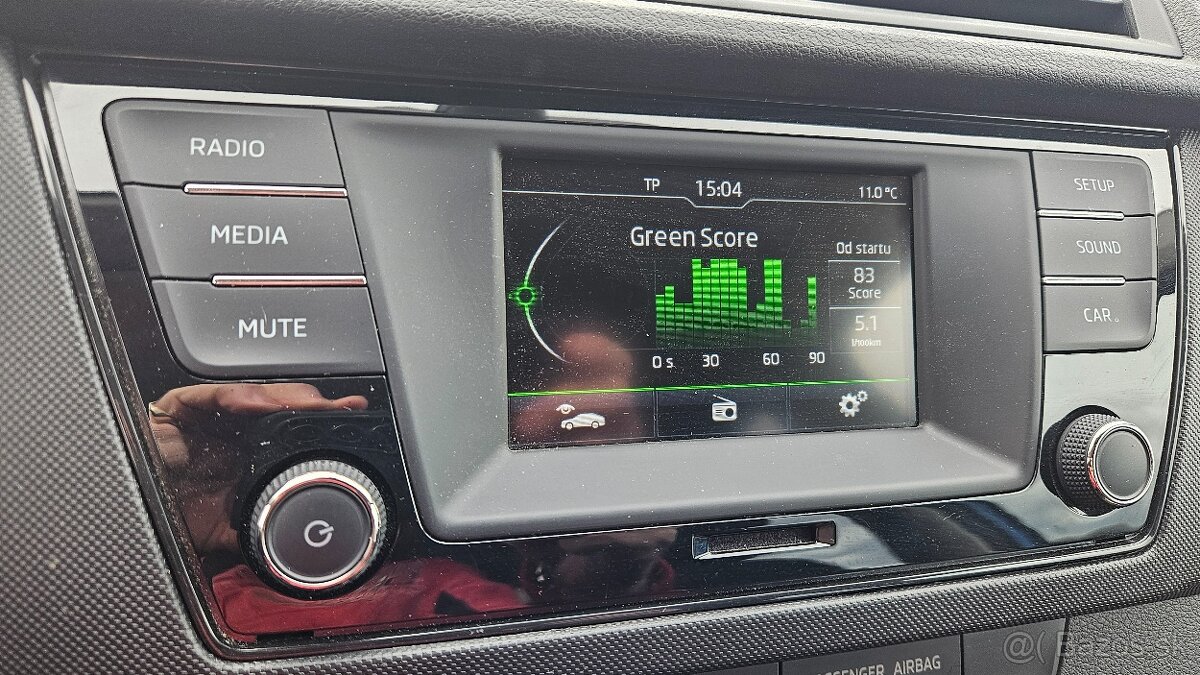 RADIO
MEDIA
MUTE
TP 15:04 11.0 °C
Green Score
Od startu
83
Score
5.1
l/100km
0 s 30 60 90
SETUP
SOUND
CAR
PASSENGER AIRBAG